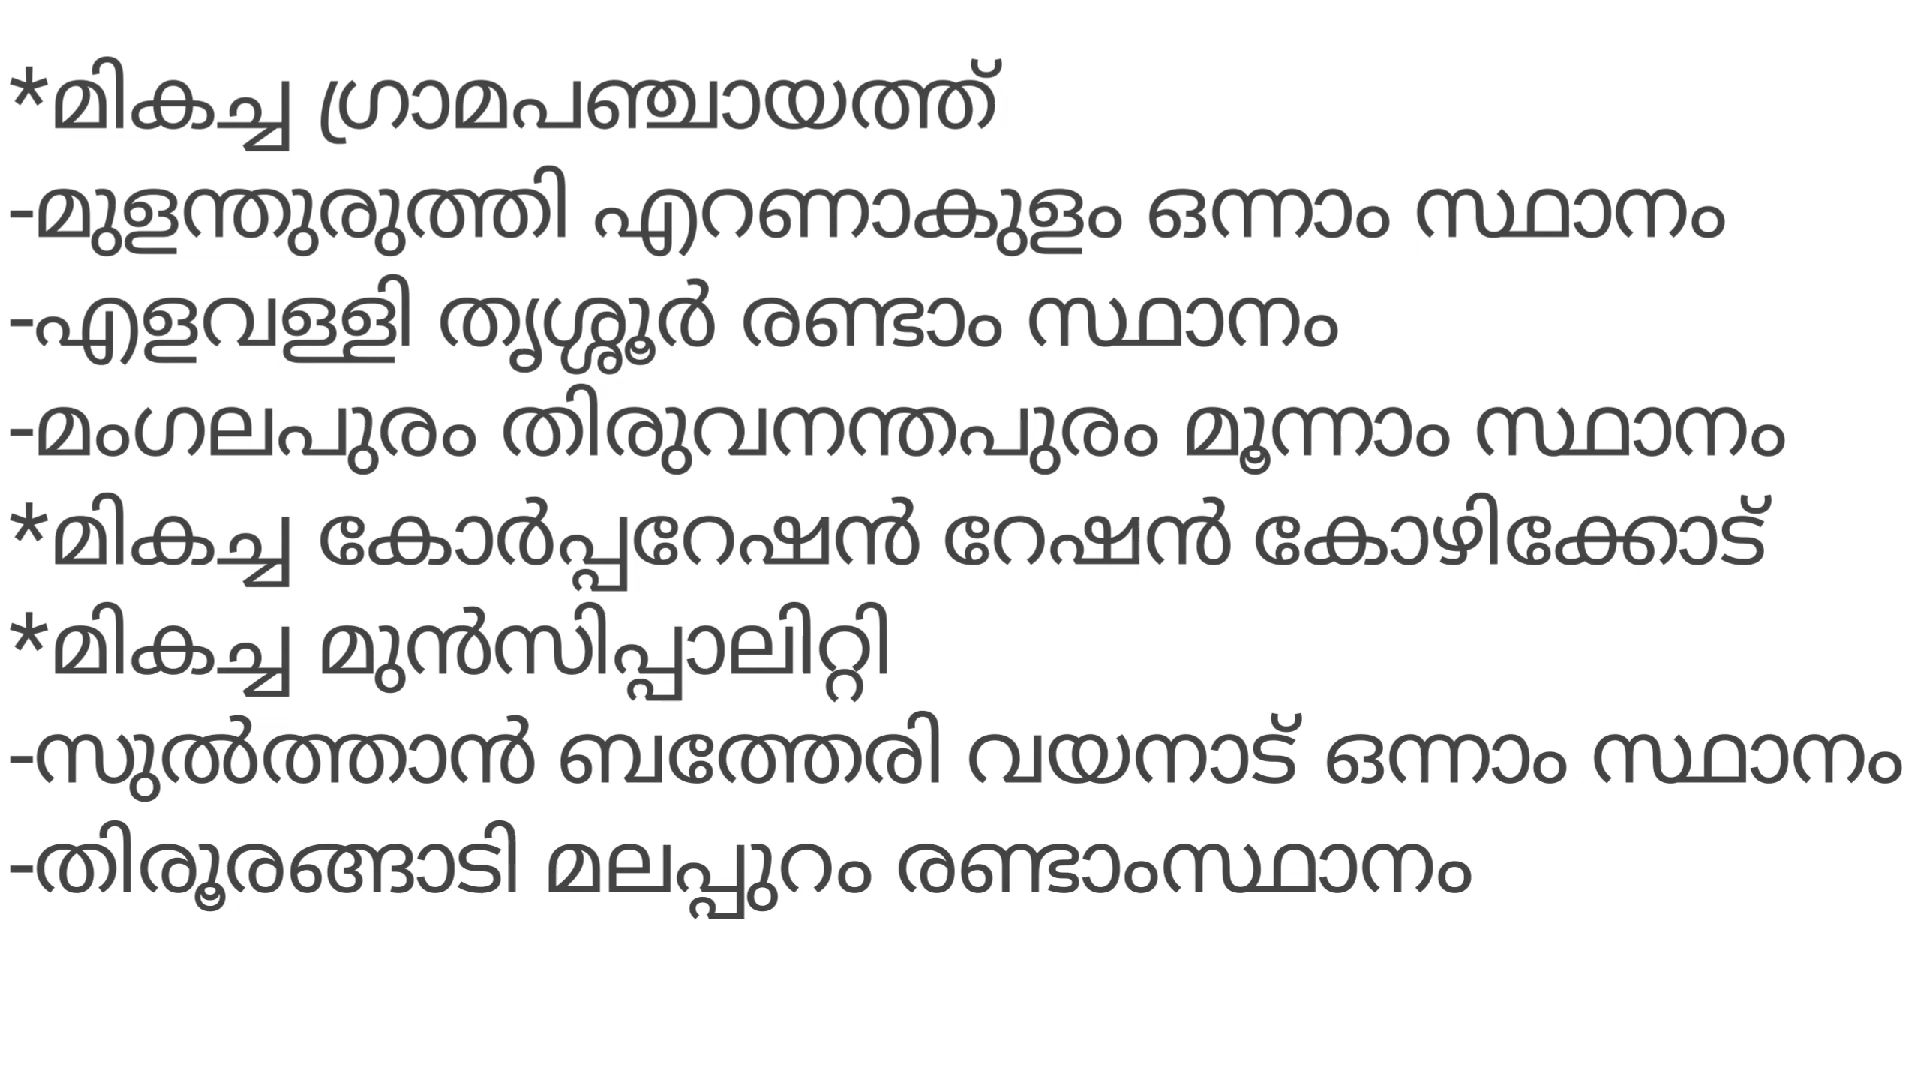 *മികച്ച ഗ്രാമപഞ്ചായത്ത്
-മുളന്തുരുത്തി എറണാകുളം ഒന്നാം സ്ഥാനം
-എളവള്ളി തൃശ്ശൂർ രണ്ടാം സ്ഥാനം
-മംഗലപുരം തിരുവനന്തപുരം മൂന്നാം സ്ഥാനം
*മികച്ച കോർപ്പറേഷൻ റേഷൻ കോഴിക്കോട്
*മികച്ച മുൻസിപ്പാലിറ്റി
-സുൽത്താൻ ബത്തേരി വയനാട് ഒന്നാം സ്ഥാനം
-തിരൂരങ്ങാടി മലപ്പുറം രണ്ടാംസ്ഥാനം